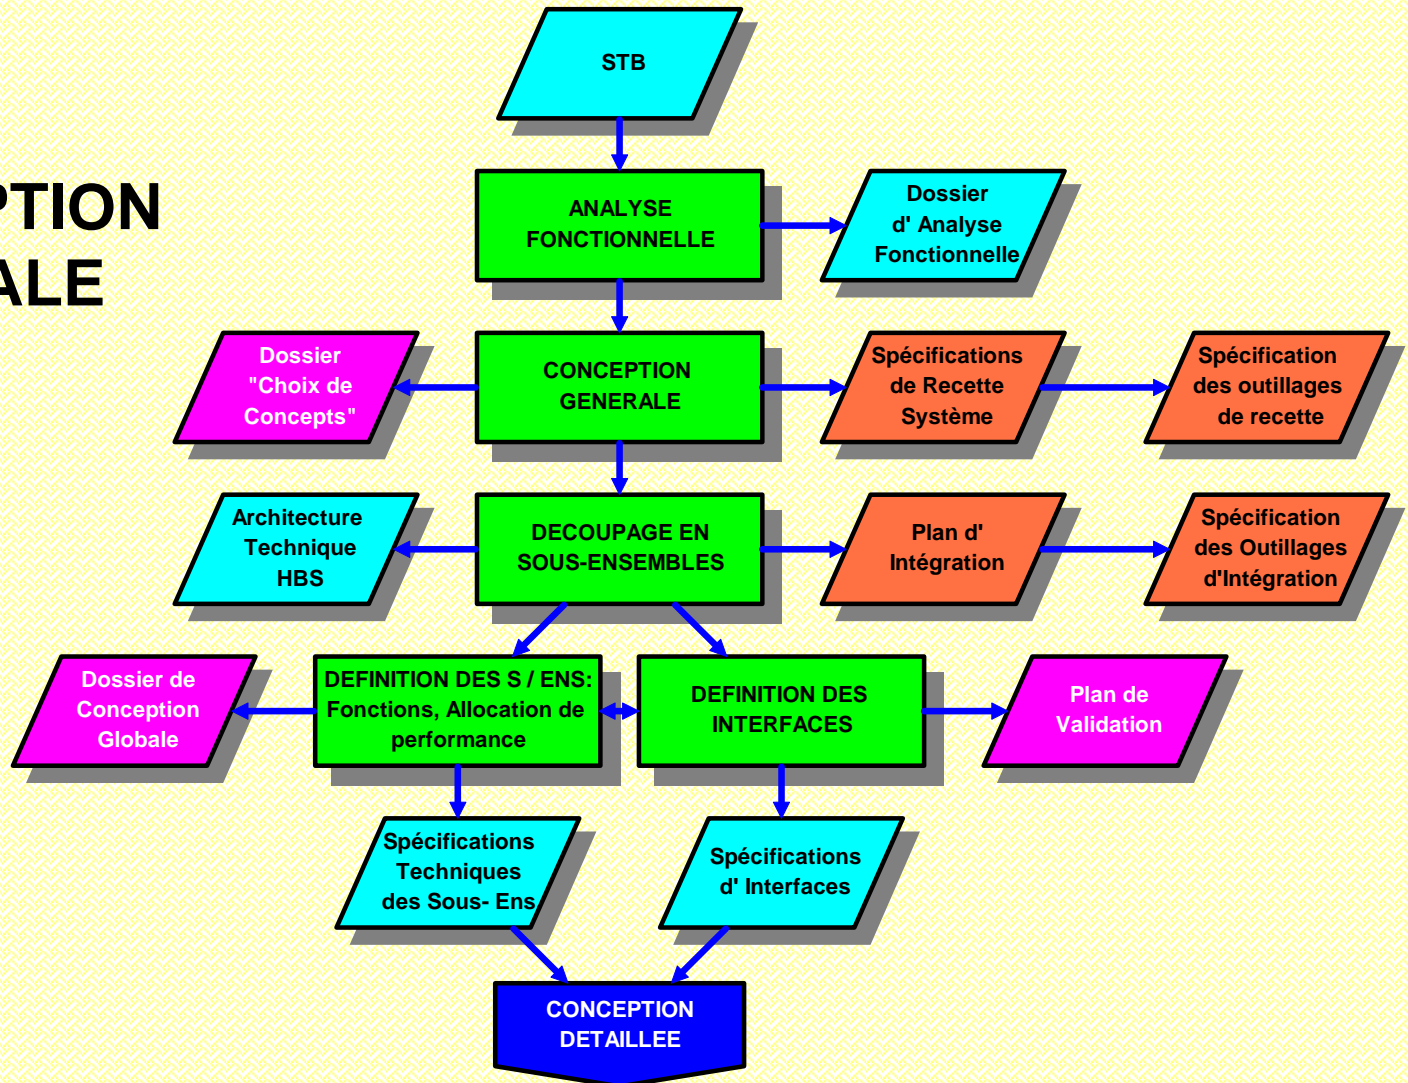 STB
PTION
ALE
ANALYSE
FONCTIONNELLE
Dossier
d' Analyse
Fonctionnelle
Dossier
"Choix de
Concepts"
CONCEPTION
GENERALE
Spécifications
de Recette
Système
Spécification
des outillages
de recette
Architecture
Technique
HBS
DECOUPAGE EN
SOUS-ENSEMBLES
Plan d'
Intégration
Spécification
des Outillages
d'Intégration
Dossier de
Conception
Globale
DEFINITION DES S / ENS:
Fonctions, Allocation de
performance
DEFINITION DES
INTERFACES
Plan de
Validation
Spécifications
Techniques
des Sous- Ens
Spécifications
d' Interfaces
CONCEPTION
DETAILLEE